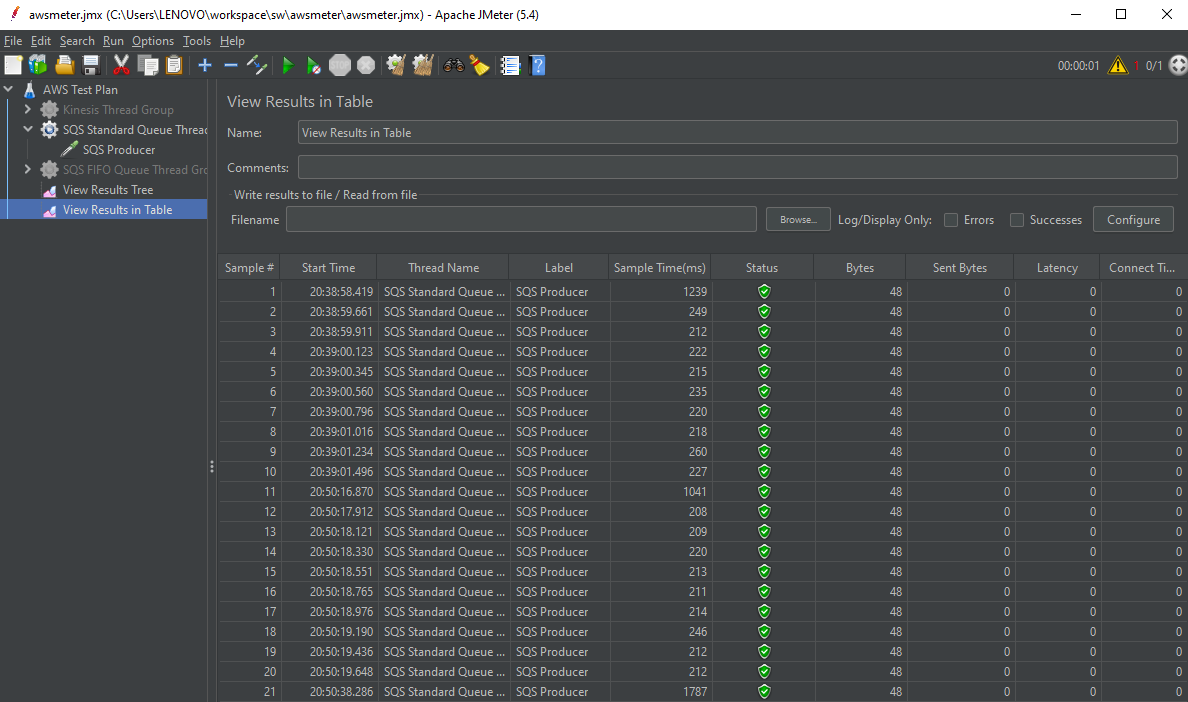 awsmeter.jmx (C:\Users\LENOVO\workspace\sw\awsmeter\awsmeter.jmx) - Apache JMeter (5.4)
File Edit Search Run Options Tools Help
STOP 00:00:01 1 0/1
AWS Test Plan
Kinesis Thread Group
SQS Standard Queue Threac
SQS Producer
SQS FIFO Queue Thread Gro
View Results Tree
View Results in Table
View Results in Table
Name: View Results in Table
Comments:
Write results to file / Read from file
Filename Browse... Log/Display Only: Errors Successes Configure
Sample # Start Time Thread Name Label Sample Time(ms) Status Bytes Sent Bytes Latency Connect Ti...
1 20:38:58.419 SQS Standard Queue ... SQS Producer 1239 48 0 0 0
2 20:38:59.661 SQS Standard Queue ... SQS Producer 249 48 0 0 0
3 20:38:59.911 SQS Standard Queue ... SQS Producer 212 48 0 0 0
4 20:39:00.123 SQS Standard Queue ... SQS Producer 222 48 0 0 0
5 20:39:00.345 SQS Standard Queue ... SQS Producer 215 48 0 0 0
6 20:39:00.560 SQS Standard Queue ... SQS Producer 235 48 0 0 0
7 20:39:00.796 SQS Standard Queue ... SQS Producer 220 48 0 0 0
8 20:39:01.016 SQS Standard Queue ... SQS Producer 218 48 0 0 0
9 20:39:01.234 SQS Standard Queue ... SQS Producer 260 48 0 0 0
10 20:39:01.496 SQS Standard Queue ... SQS Producer 227 48 0 0 0
11 20:50:16.870 SQS Standard Queue ... SQS Producer 1041 48 0 0 0
12 20:50:17.912 SQS Standard Queue ... SQS Producer 208 48 0 0 0
13 20:50:18.121 SQS Standard Queue ... SQS Producer 209 48 0 0 0
14 20:50:18.330 SQS Standard Queue ... SQS Producer 220 48 0 0 0
15 20:50:18.551 SQS Standard Queue ... SQS Producer 213 48 0 0 0
16 20:50:18.765 SQS Standard Queue ... SQS Producer 211 48 0 0 0
17 20:50:18.976 SQS Standard Queue ... SQS Producer 214 48 0 0 0
18 20:50:19.190 SQS Standard Queue ... SQS Producer 246 48 0 0 0
19 20:50:19.436 SQS Standard Queue ... SQS Producer 212 48 0 0 0
20 20:50:19.648 SQS Standard Queue ... SQS Producer 212 48 0 0 0
21 20:50:38.286 SQS Standard Queue ... SQS Producer 1787 48 0 0 0